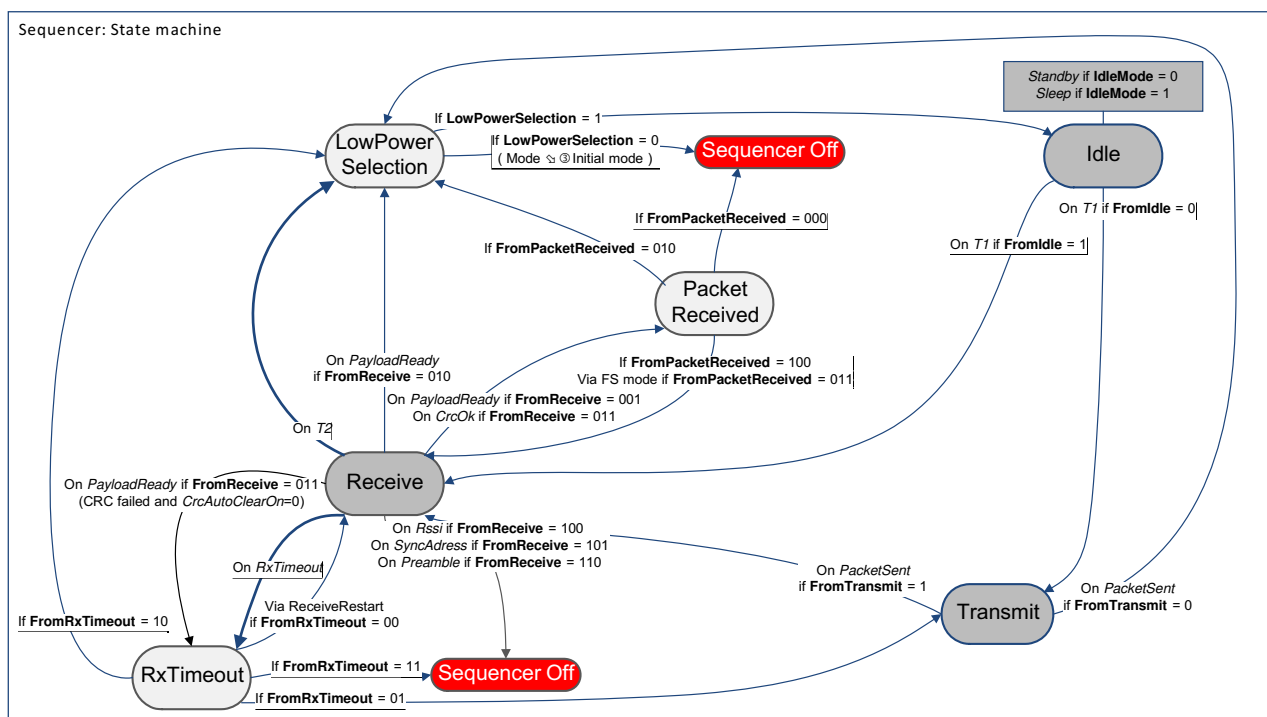 Sequencer: State machine
Standby if IdleMode = 0
Sleep if IdleMode = 1
If LowPowerSelection = 1
LowPower
Selection
If LowPowerSelection = 0
( Mode ⇘ ③ Initial mode )
Sequencer Off
Idle
On T1 if FromIdle = 0
If FromPacketReceived = 000
On T1 if FromIdle = 1
If FromPacketReceived = 010
Packet
Received
On PayloadReady
if FromReceive = 010
If FromPacketReceived = 100
Via FS mode if FromPacketReceived = 011
On PayloadReady if FromReceive = 001
On CrcOk if FromReceive = 011
On T2
On PayloadReady if FromReceive = 011
(CRC failed and CrcAutoClearOn=0)
Receive
On Rssi if FromReceive = 100
On SyncAdress if FromReceive = 101
On Preamble if FromReceive = 110
On RxTimeout
On PacketSent
if FromTransmit = 1
On PacketSent
if FromTransmit = 0
Transmit
Via ReceiveRestart
if FromRxTimeout = 00
If FromRxTimeout = 10
RxTimeout
If FromRxTimeout = 11
Sequencer Off
If FromRxTimeout = 01